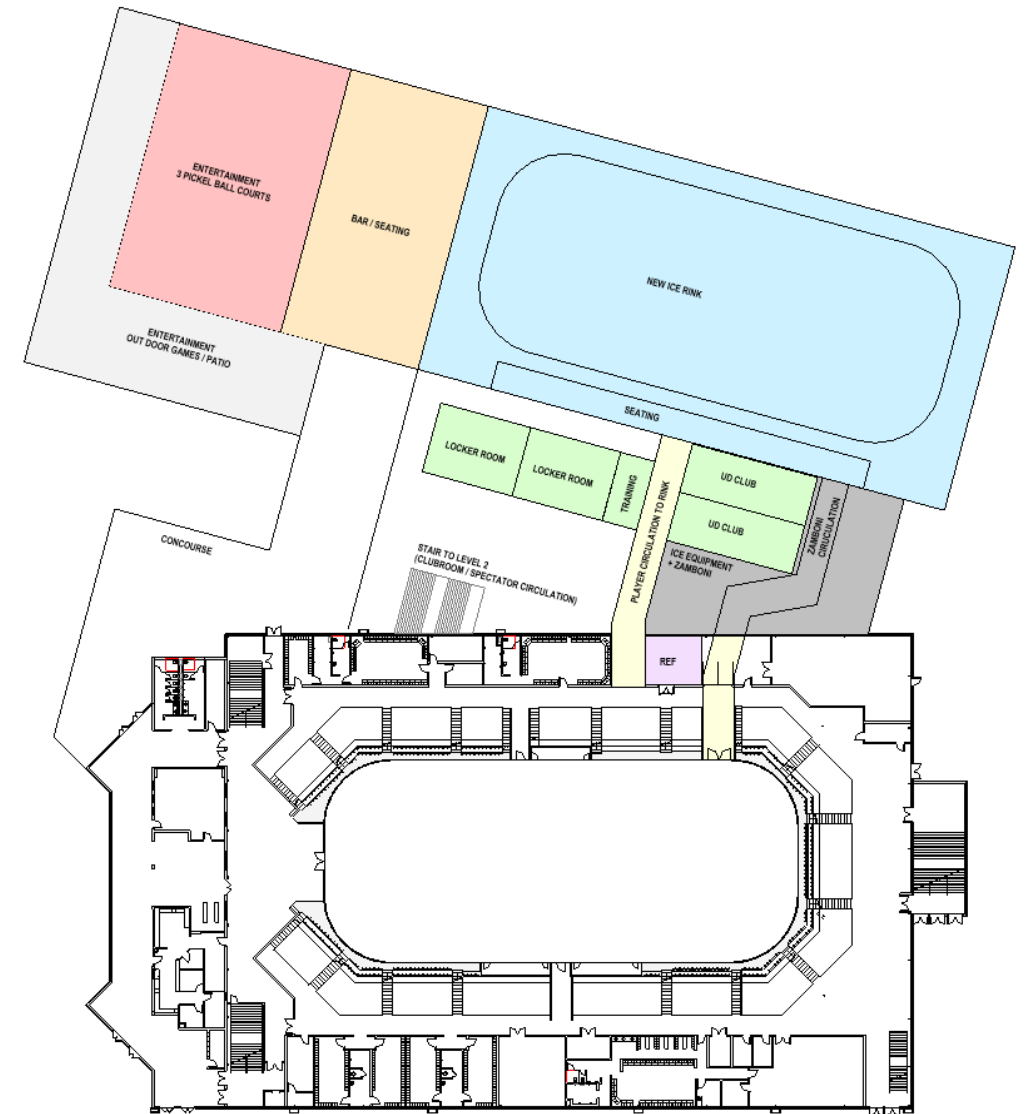 ENTERTAINMENT
3 PICKEL BALL COURTS
BAR / SEATING
NEW ICE RINK
ENTERTAINMENT
OUT DOOR GAMES / PATIO
SEATING
LOCKER ROOM
LOCKER ROOM
TRAINING
PLAYER CIRCULATION TO RINK
UD CLUB
UD CLUB
ZAMBONI
CIRUCULATION
ICE EQUIPMENT
+ ZAMBONI
CONCOURSE
STAIR TO LEVEL 2
(CLUBROOM / SPECTATOR CIRCULATION)
REF